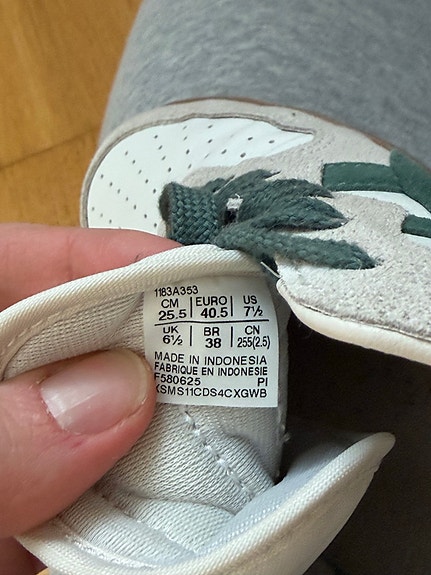 1183A353
CM EURO US
25.5 40.5 7½
UK BR CN
6½ 38 255(2.5)
MADE IN INDONESIA
FABRIQUE EN INDONESIE
F580625 PI
XSMS11CDS4CXGWB